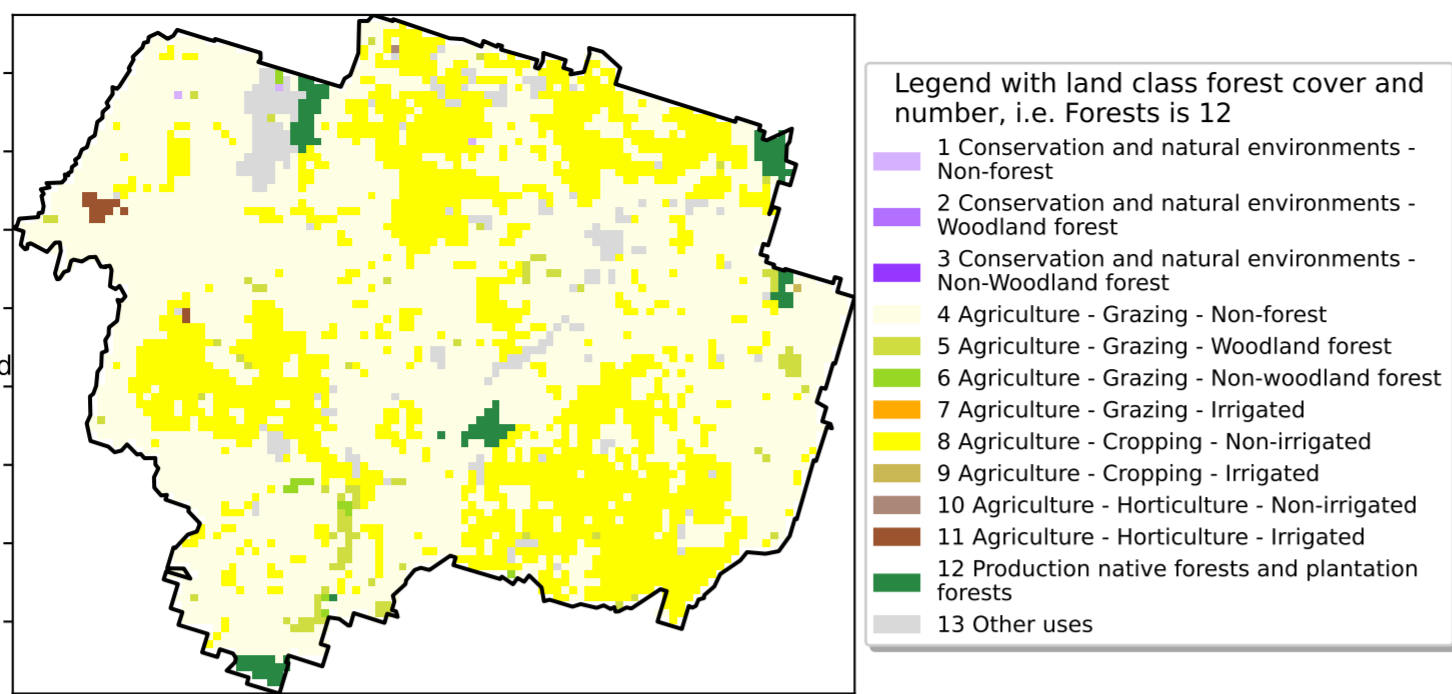 d
Legend with land class forest cover and
number, i.e. Forests is 12
1 Conservation and natural environments -
Non-forest
2 Conservation and natural environments -
Woodland forest
3 Conservation and natural environments -
Non-Woodland forest
4 Agriculture - Grazing - Non-forest
5 Agriculture - Grazing - Woodland forest
6 Agriculture - Grazing - Non-woodland forest
7 Agriculture - Grazing - Irrigated
8 Agriculture - Cropping - Non-irrigated
9 Agriculture - Cropping - Irrigated
10 Agriculture - Horticulture - Non-irrigated
11 Agriculture - Horticulture - Irrigated
12 Production native forests and plantation
forests
13 Other uses